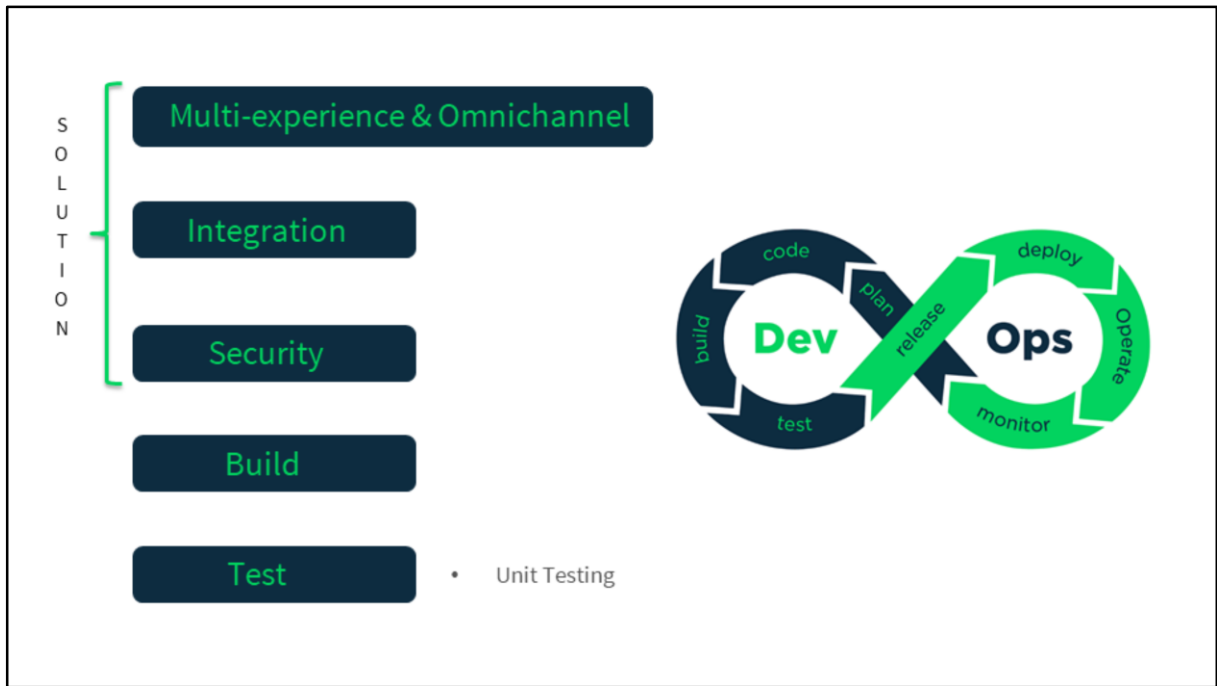 SOLUTION
Multi-experience & Omnichannel
Integration
Security
Build
Test
• Unit Testing
code
plan
build
test
Dev
release
Ops
deploy
Operate
monitor